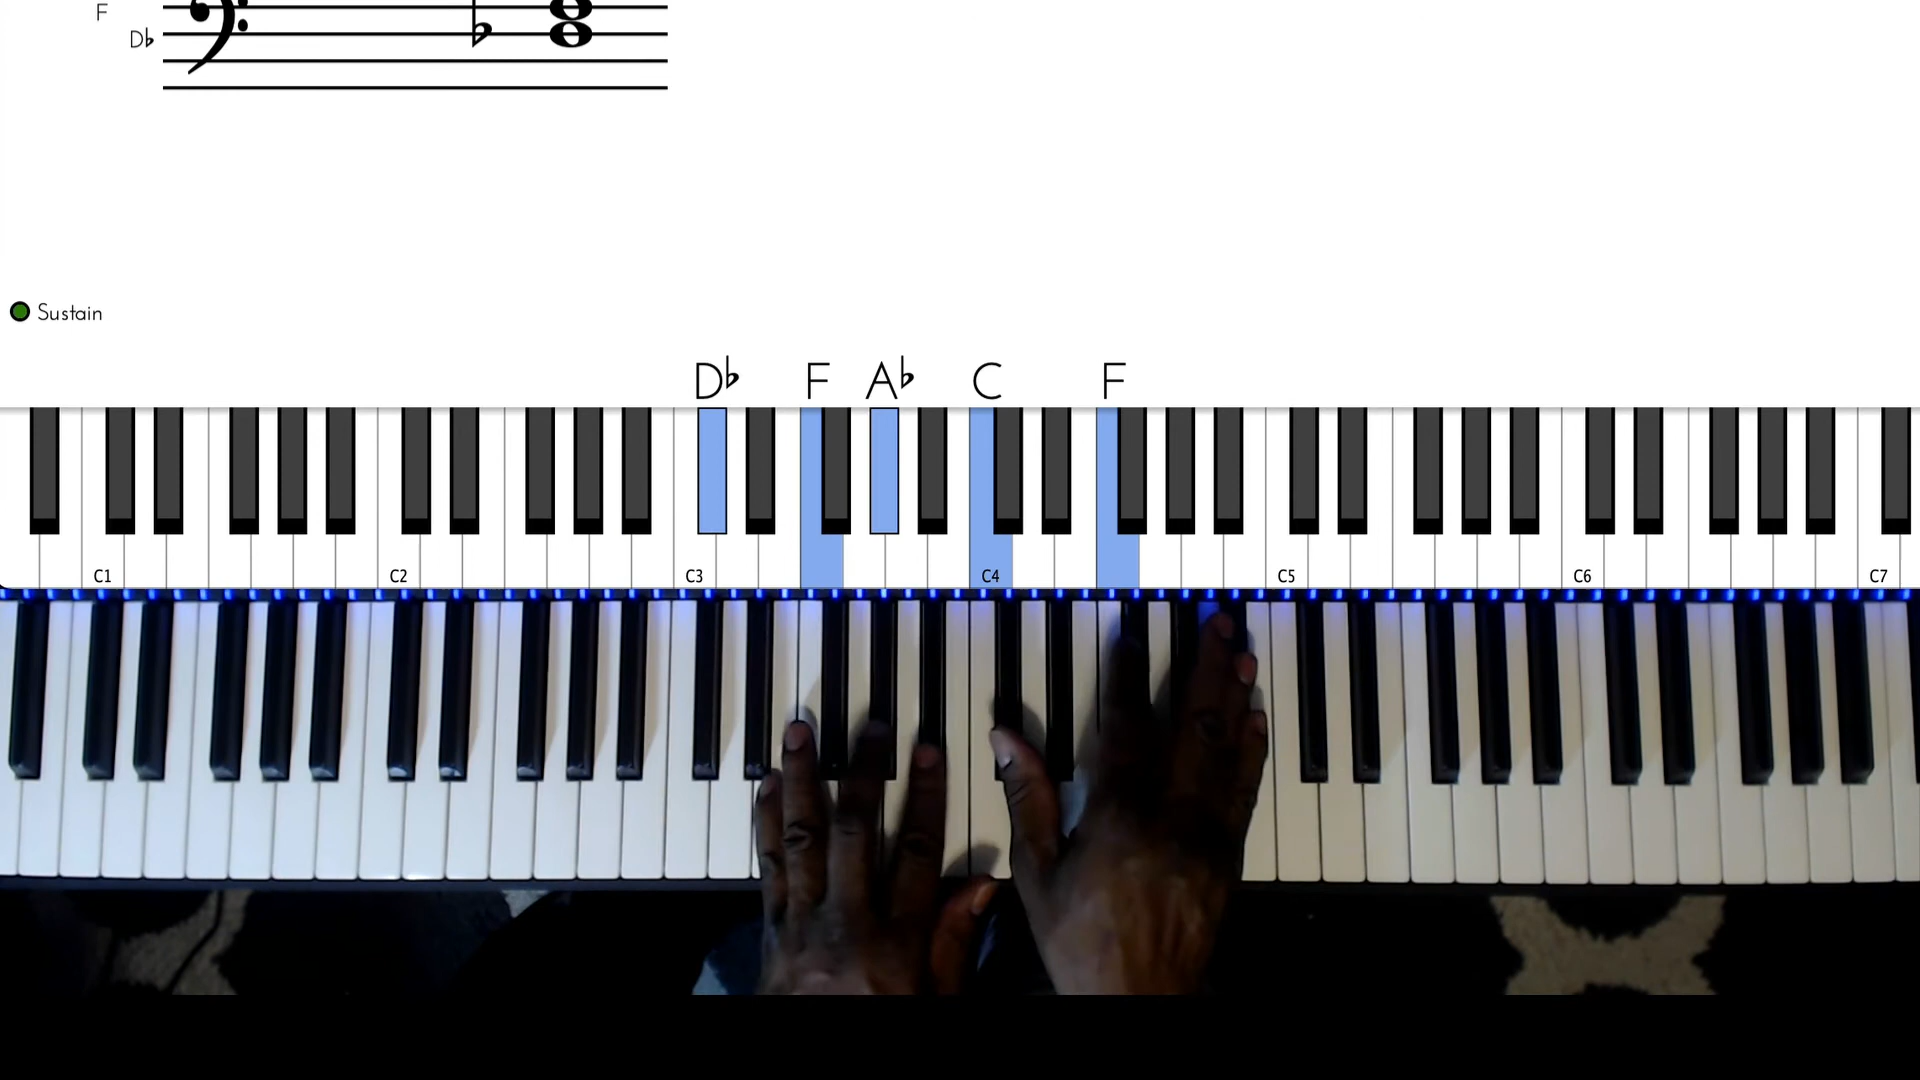 F
D♭
Sustain
D♭ F A♭ C F
C1 C2 C3 C4 C5 C6 C7